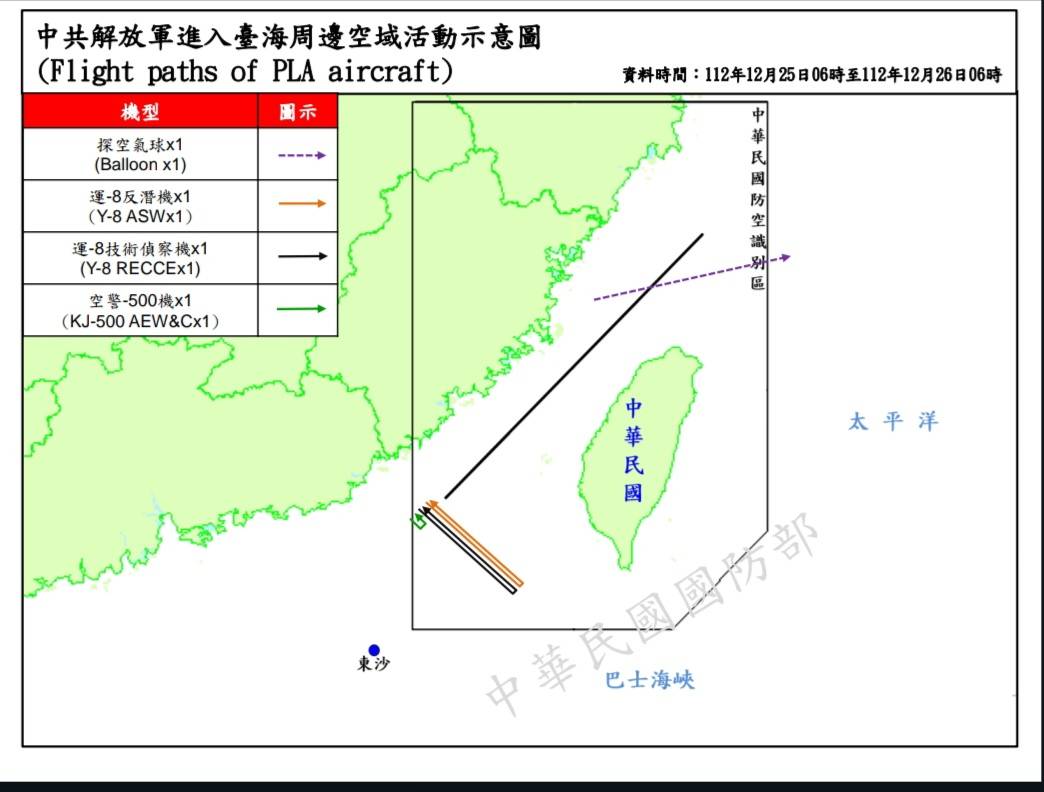 中共解放軍進入臺海周邊空域活動示意圖
(Flight paths of PLA aircraft)
資料時間：112年12月25日06時至112年12月26日06時
機型 圖示
探空氣球x1
(Balloon x1)
運-8反潛機x1
(Y-8 ASWx1)
運-8技術偵察機x1
(Y-8 RECCEx1)
空警-500機x1
(KJ-500 AEW&Cx1)
中華民國防空識別區
中華民國
太平洋
東沙
巴士海峽
中華民國國防部